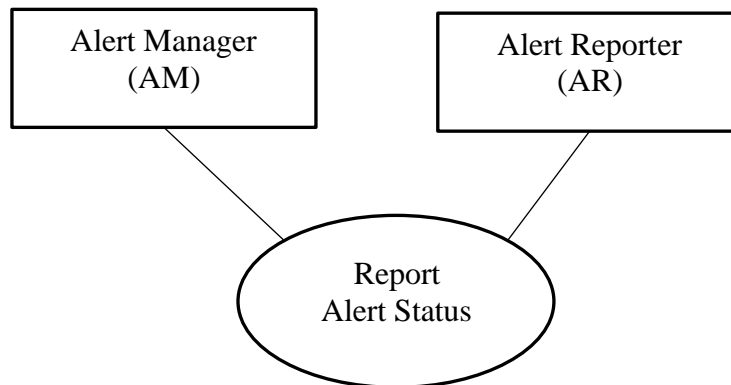 Alert Manager
(AM)
Alert Reporter
(AR)
Report
Alert Status